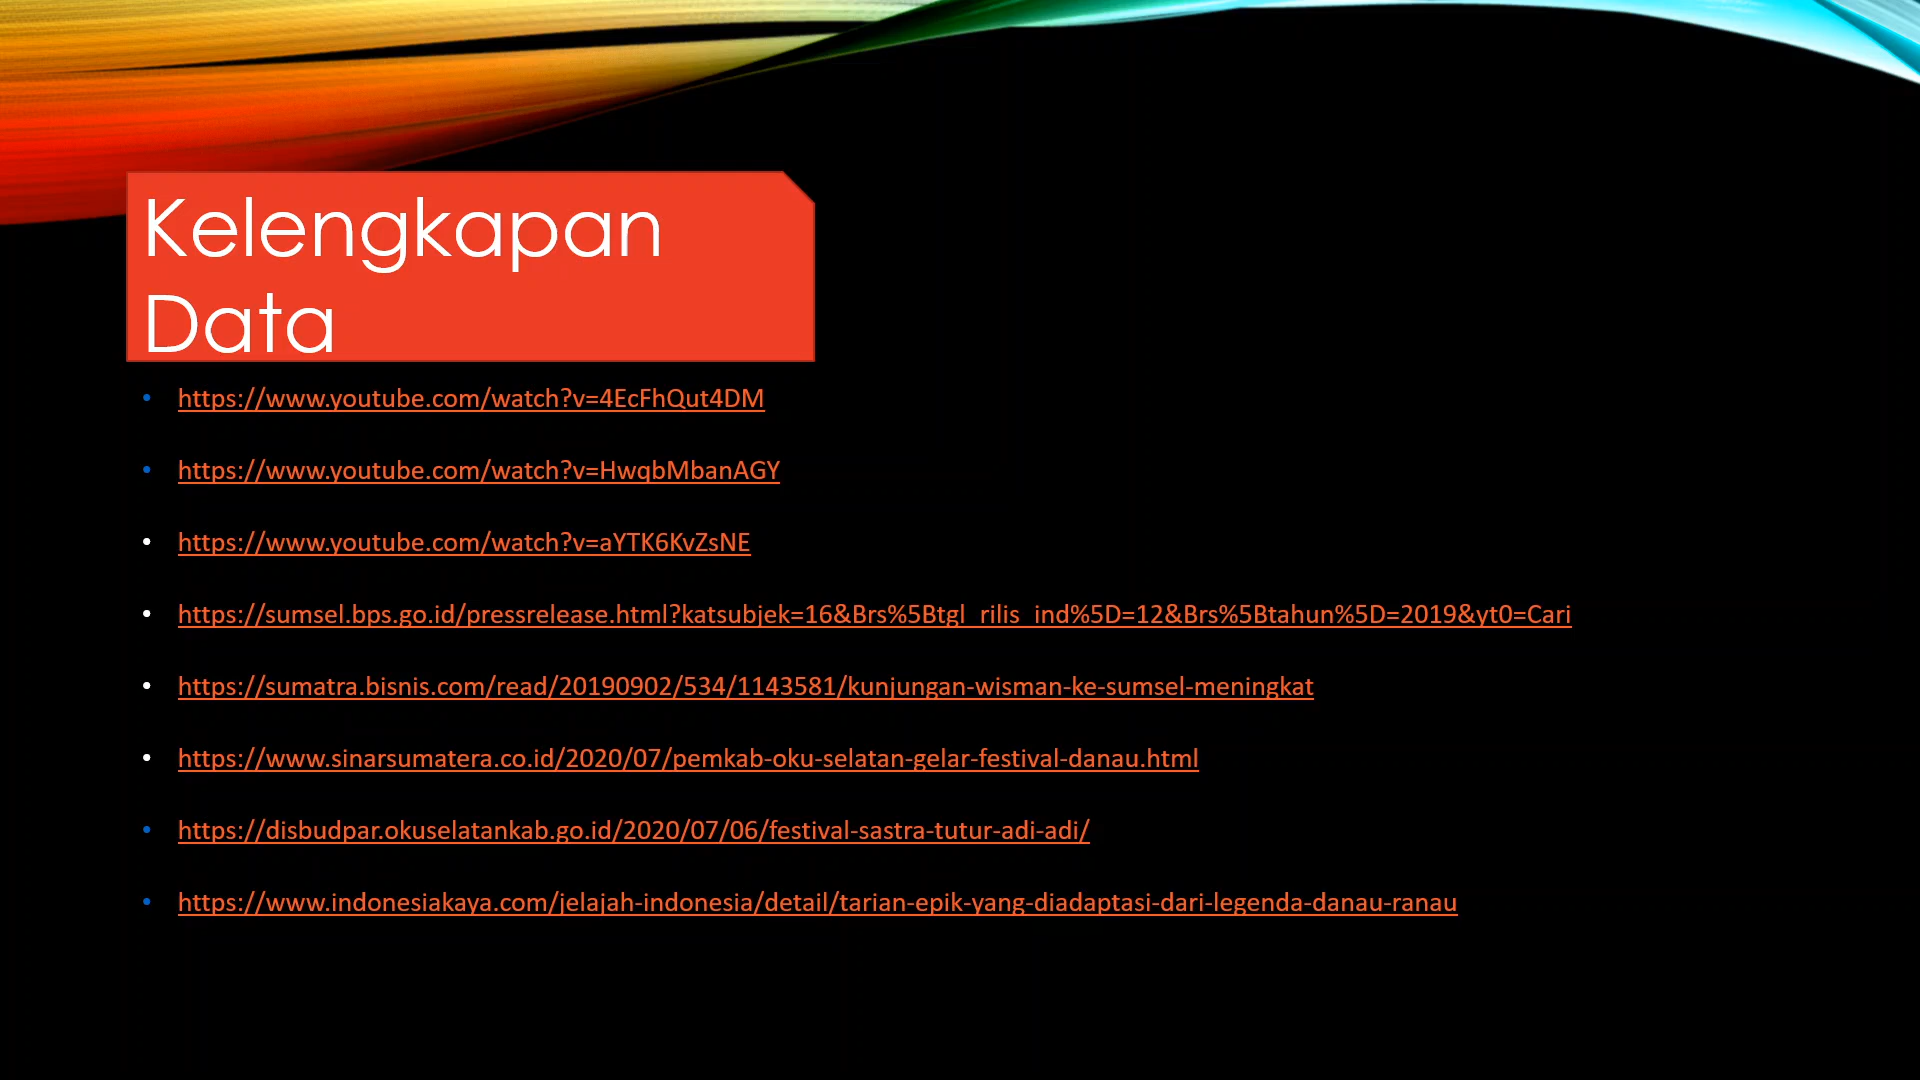 Kelengkapan
Data
• https://www.youtube.com/watch?v=4EcFhQut4DM
• https://www.youtube.com/watch?v=HwqbMbanAGY
• https://www.youtube.com/watch?v=aYTK6KvZsNE
• https://sumsel.bps.go.id/pressrelease.html?katsubjek=16&Brs%5Btgl_rilis_ind%5D=12&Brs%5Btahun%5D=2019&yt0=Cari
• https://sumatra.bisnis.com/read/20190902/534/1143581/kunjungan-wisman-ke-sumsel-meningkat
• https://www.sinarsumatera.co.id/2020/07/pemkab-oku-selatan-gelar-festival-danau.html
• https://disbudpar.okuselatankab.go.id/2020/07/06/festival-sastra-tutur-adi-adi/
• https://www.indonesiakaya.com/jelajah-indonesia/detail/tarian-epik-yang-diadaptasi-dari-legenda-danau-ranau